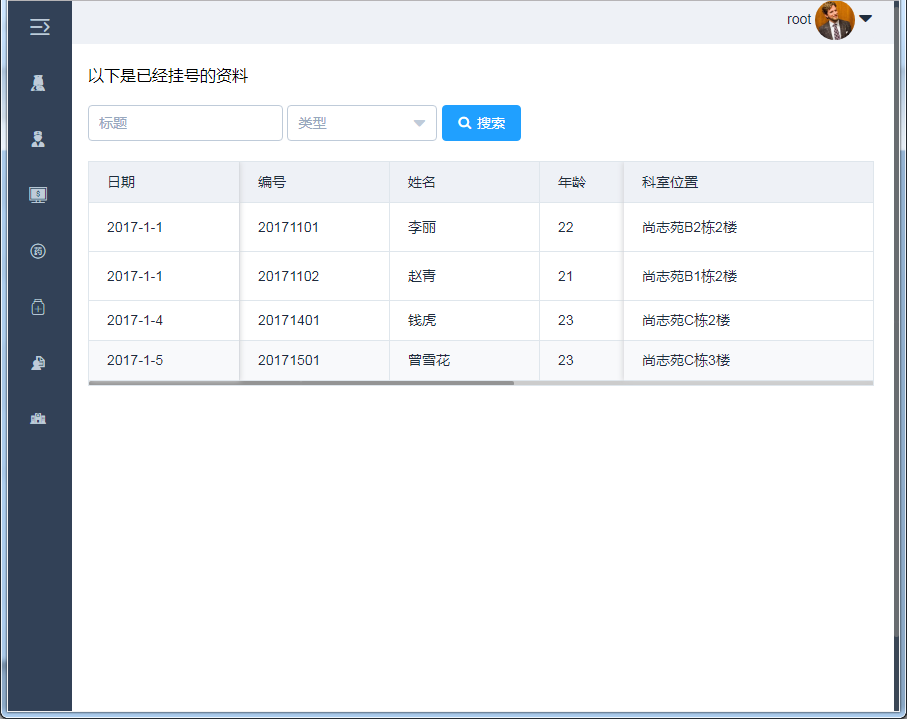 root
以下是已经挂号的资料
标题 类型 搜索
日期 编号 姓名 年龄 科室位置
2017-1-1 20171101 李丽 22 尚志苑B2栋2楼
2017-1-1 20171102 赵青 21 尚志苑B1栋2楼
2017-1-4 20171401 钱虎 23 尚志苑C栋2楼
2017-1-5 20171501 曾雪花 23 尚志苑C栋3楼